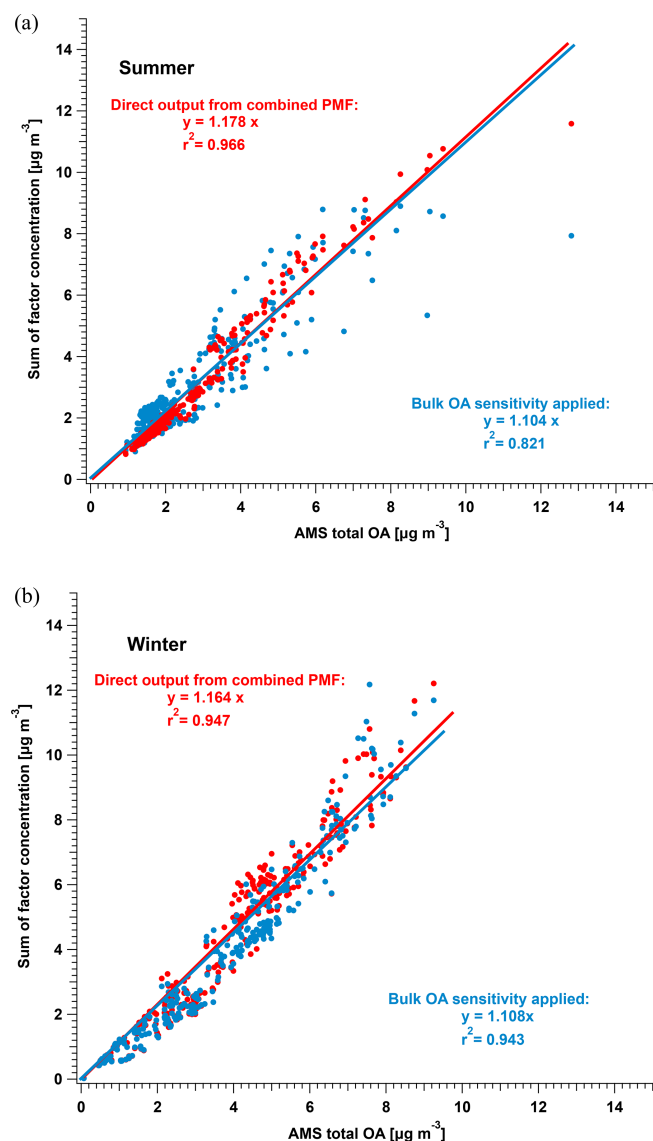 (a)
14
12
10
8
6
4
2
0
Sum of factor concentration [µg m-3]
Summer
Direct output from combined PMF:
y = 1.178 x
r2= 0.966
Bulk OA sensitivity applied:
y = 1.104 x
r2= 0.821
0 2 4 6 8 10 12 14
AMS total OA [µg m-3]
(b)
14
12
10
8
6
4
2
0
Sum of factor concentration [µg m-3]
Winter
Direct output from combined PMF:
y = 1.164 x
r2= 0.947
Bulk OA sensitivity applied:
y = 1.108x
r2 = 0.943
0 2 4 6 8 10 12 14
AMS total OA [µg m-3]